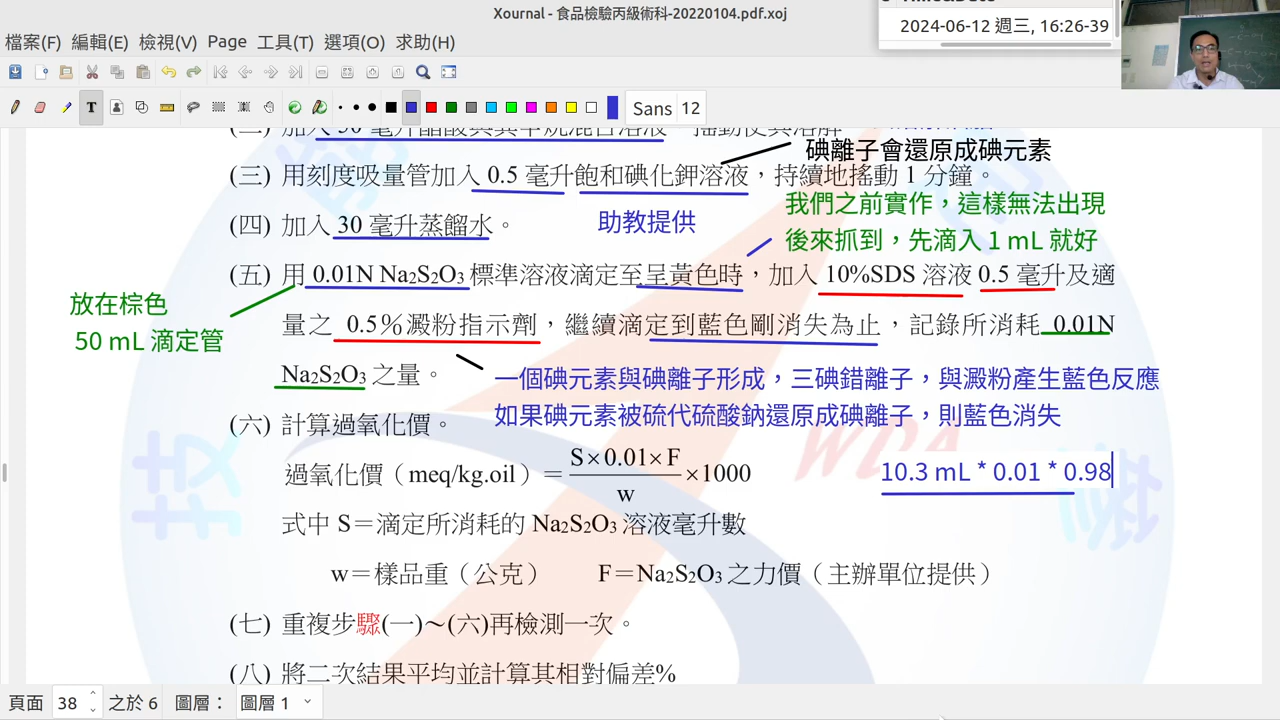 Xournal - 食品檢驗丙級術科-20220104.pdf.xoj
2024-06-12 週三, 16:26-39
檔案(F) 編輯(E) 檢視(V) Page 工具(T) 選項(O) 求助(H)
T
Sans 12
碘離子會還原成碘元素
(三) 用刻度吸量管加入 0.5 毫升飽和碘化鉀溶液，持續地搖動 1 分鐘。
我們之前實作，這樣無法出現
(四) 加入 30 毫升蒸餾水。 助教提供
後來抓到，先滴入 1 mL 就好
(五) 用 0.01N Na₂S₂O₃ 標準溶液滴定至呈黃色時，加入 10%SDS 溶液 0.5 毫升及適
放在棕色
50 mL 滴定管
量之 0.5％澱粉指示劑，繼續滴定到藍色剛消失為止，記錄所消耗 0.01N
Na₂S₂O₃ 之量。
一個碘元素與碘離子形成，三碘錯離子，與澱粉產生藍色反應
如果碘元素被硫代硫酸鈉還原成碘離子，則藍色消失
(六) 計算過氧化價。
過氧化價（meq/kg.oil）＝ S×0.01×F / w ×1000
10.3 mL * 0.01 * 0.98
式中 S＝滴定所消耗的 Na₂S₂O₃ 溶液毫升數
w＝樣品重（公克） F＝Na₂S₂O₃ 之力價（主辦單位提供）
(七) 重複步驟(一)～(六)再檢測一次。
(八) 將二次結果平均並計算其相對偏差%
頁面 38 之於 6 圖層： 圖層 1